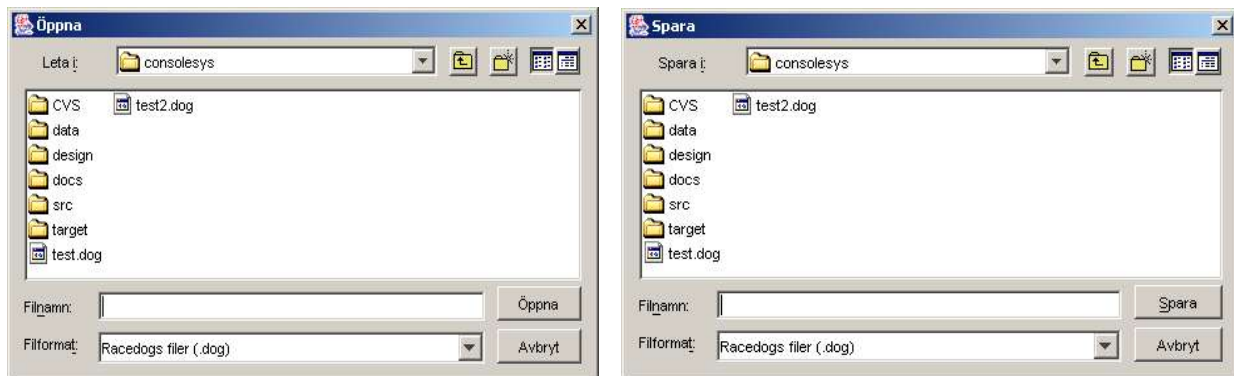 Öppna
Leta i:
consolesys
CVS
test2.dog
data
design
docs
src
target
test.dog
Filnamn:
Öppna
Filformat:
Racedogs filer (.dog)
Avbryt
Spara
Spara i:
consolesys
CVS
test2.dog
data
design
docs
src
target
test.dog
Filnamn:
Spara
Filformat:
Racedogs filer (.dog)
Avbryt